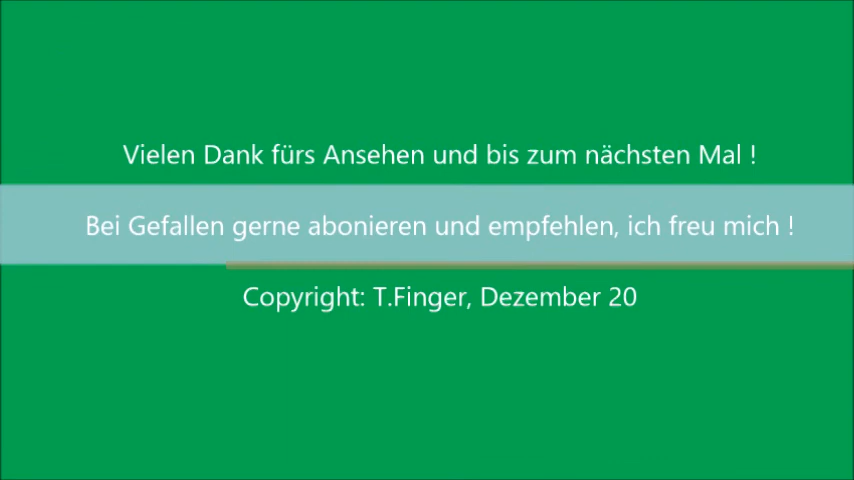 Vielen Dank fürs Ansehen und bis zum nächsten Mal !
Bei Gefallen gerne abonieren und empfehlen, ich freu mich !
Copyright: T.Finger, Dezember 20